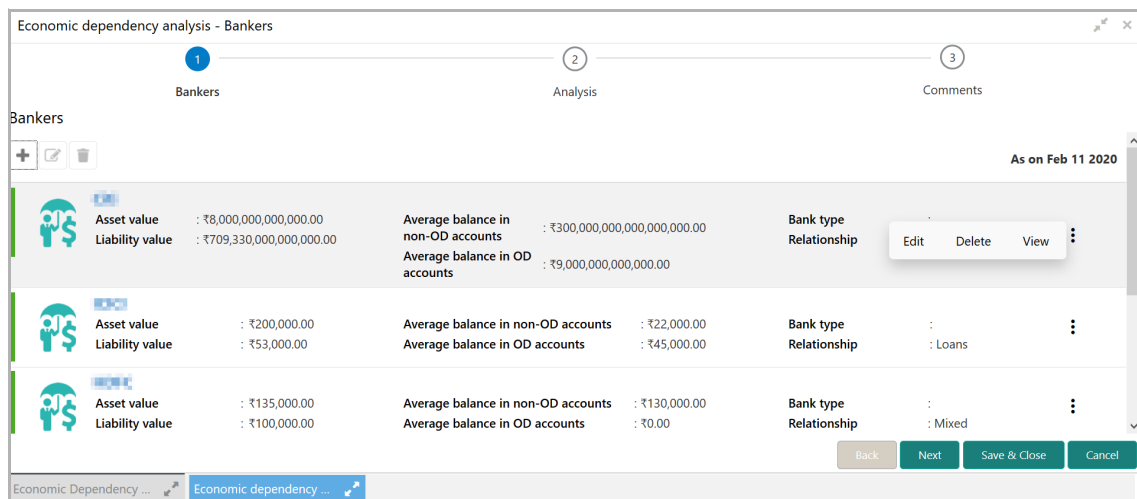 Economic dependency analysis - Bankers
1 2 3
Bankers Analysis Comments
Bankers
As on Feb 11 2020
Asset value : ₹8,000,000,000,000.00
Liability value : ₹709,330,000,000,000.00
Average balance in non-OD accounts : ₹300,000,000,000,000,000.00
Average balance in OD accounts : ₹9,000,000,000,000.00
Bank type :
Relationship
Edit Delete View
Asset value : ₹200,000.00 Average balance in non-OD accounts : ₹22,000.00 Bank type :
Liability value : ₹53,000.00 Average balance in OD accounts : ₹45,000.00 Relationship : Loans
Asset value : ₹135,000.00 Average balance in non-OD accounts : ₹130,000.00 Bank type :
Liability value : ₹100,000.00 Average balance in OD accounts : ₹0.00 Relationship : Mixed
Back Next Save & Close Cancel
Economic Dependency ... Economic dependency ...